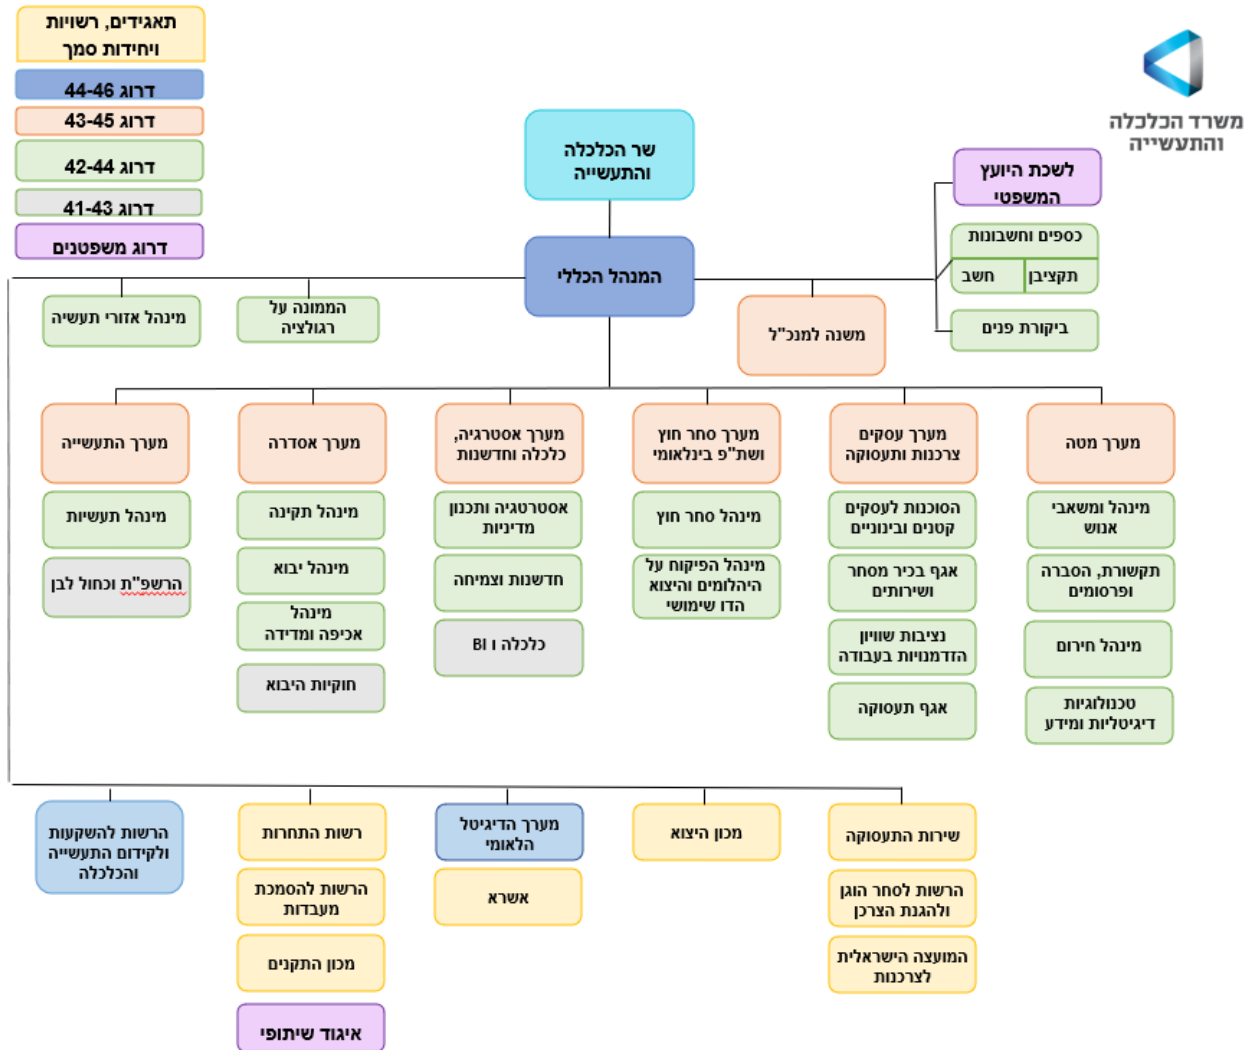 תאגידים, רשויות
ויחידות סמך
דרוג 44-46
דרוג 43-45
דרוג 42-44
דרוג 41-43
דרוג משפטנים
משרד הכלכלה
והתעשייה
שר הכלכלה
והתעשייה
המנהל הכללי
לשכת היועץ
המשפטי
כספים וחשבונות
חשב
תקציבן
ביקורת פנים
משנה למנכ"ל
הממונה על
רגולציה
מינהל אזורי תעשיה
מערך מטה
מינהל ומשאבי
אנוש
תקשורת, הסברה
ופרסומים
מינהל חירום
טכנולוגיות
דיגיטליות ומידע
מערך עסקים
צרכנות ותעסוקה
הסוכנות לעסקים
קטנים ובינוניים
אגף בכיר מסחר
ושירותים
נציבות שוויון
הזדמנויות בעבודה
אגף תעסוקה
מערך סחר חוץ
ושת"פ בינלאומי
מינהל סחר חוץ
מינהל הפיקוח על
היהלומים והיצוא
הדו שימושי
מערך אסטרגיה,
כלכלה וחדשנות
אסטרטגיה ותכנון
מדיניות
חדשנות וצמיחה
כלכלה ו BI
מערך אסדרה
מינהל תקינה
מינהל יבוא
מינהל
אכיפה ומדידה
חוקיות היבוא
מערך התעשייה
מינהל תעשיות
הרשפ"ת וכחול לבן
שירות התעסוקה
הרשות לסחר הוגן
ולהגנת הצרכן
המועצה הישראלית
לצרכנות
מכון היצוא
מערך הדיגיטל
הלאומי
אשרא
רשות התחרות
הרשות להסמכת
מעבדות
מכון התקנים
איגוד שיתופי
הרשות להשקעות
ולקידום התעשייה
והכלכלה